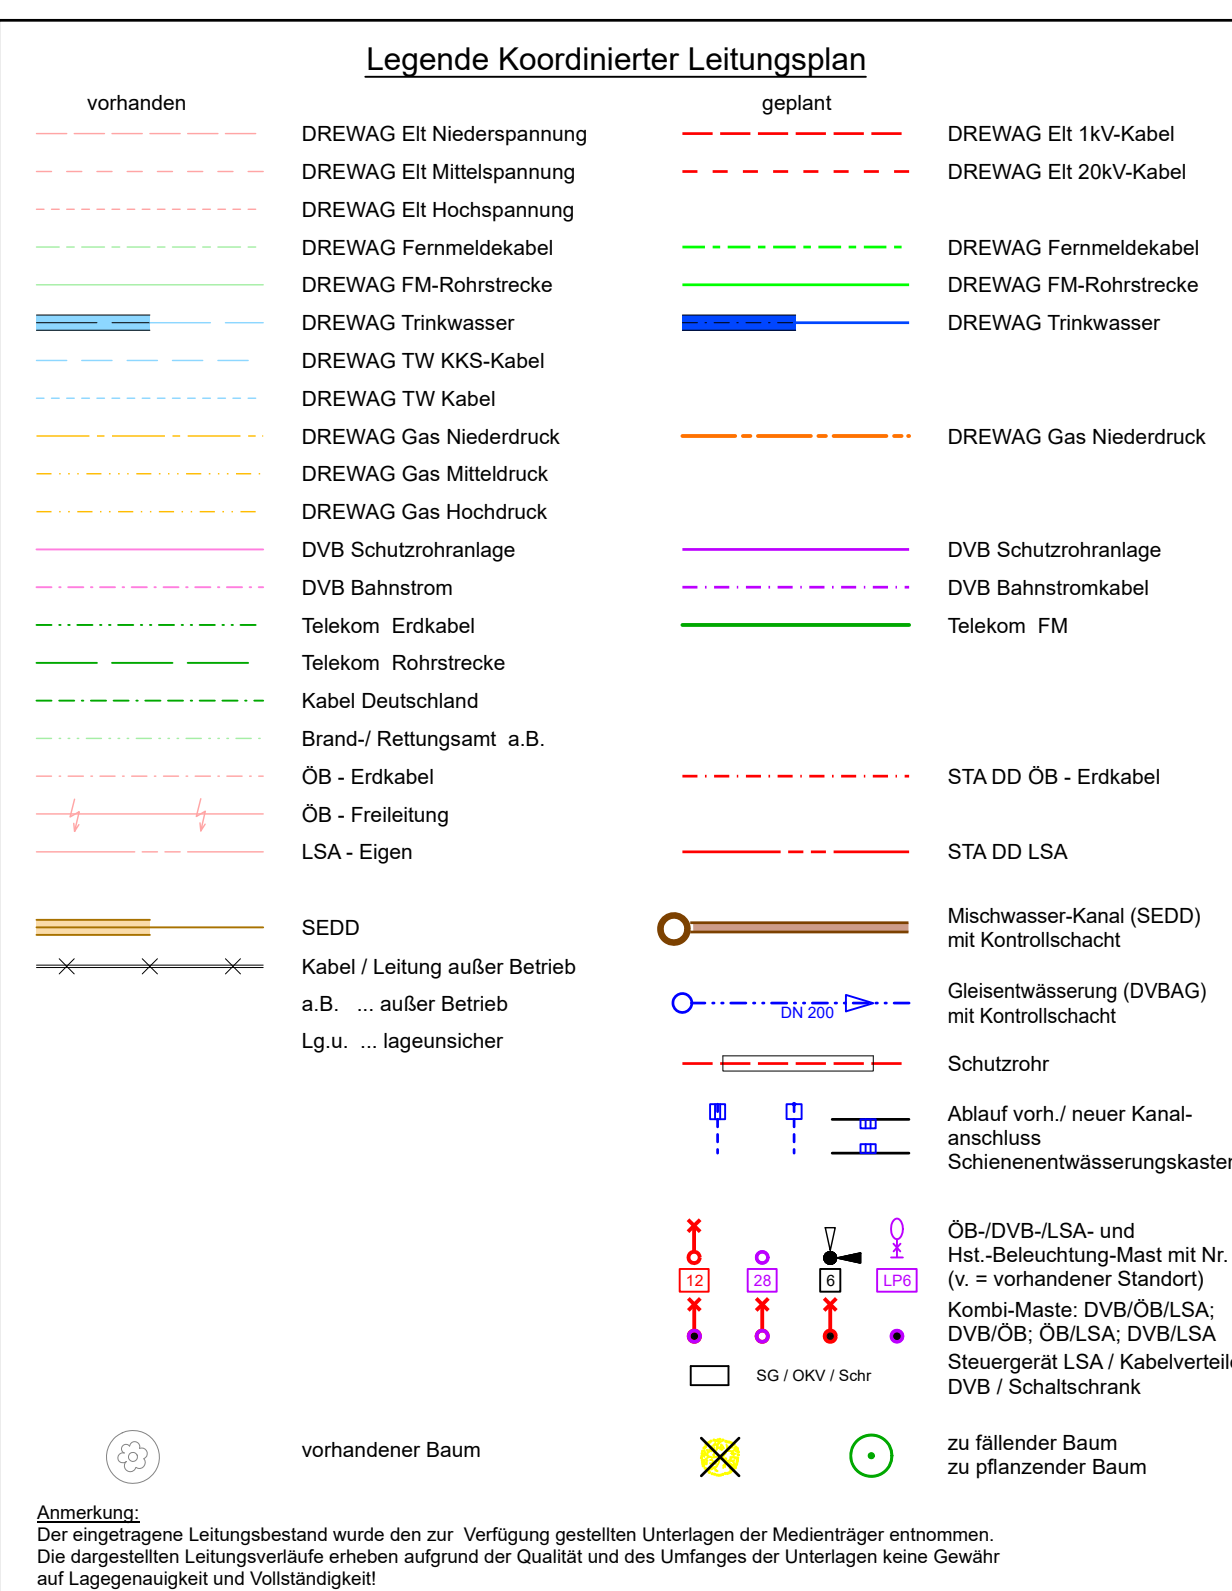 Legende Koordinierter Leitungsplan
vorhanden
geplant
DREWAG Elt Niederspannung
DREWAG Elt 1kV-Kabel
DREWAG Elt Mittelspannung
DREWAG Elt 20kV-Kabel
DREWAG Elt Hochspannung
DREWAG Fernmeldekabel
DREWAG Fernmeldekabel
DREWAG FM-Rohrstrecke
DREWAG FM-Rohrstrecke
DREWAG Trinkwasser
DREWAG Trinkwasser
DREWAG TW KKS-Kabel
DREWAG TW Kabel
DREWAG Gas Niederdruck
DREWAG Gas Niederdruck
DREWAG Gas Mitteldruck
DREWAG Gas Hochdruck
DVB Schutzrohranlage
DVB Schutzrohranlage
DVB Bahnstrom
DVB Bahnstromkabel
Telekom Erdkabel
Telekom FM
Telekom Rohrstrecke
Kabel Deutschland
Brand-/ Rettungsamt a.B.
ÖB - Erdkabel
STA DD ÖB - Erdkabel
ÖB - Freileitung
LSA - Eigen
STA DD LSA
SEDD
Mischwasser-Kanal (SEDD)
mit Kontrollschacht
Kabel / Leitung außer Betrieb
a.B. ... außer Betrieb
Gleisentwässerung (DVBAG)
mit Kontrollschacht
DN 200
Lg.u. ... lageunsicher
Schutzrohr
Ablauf vorh./ neuer Kanal-
anschluss
Schienenentwässerungskasten
ÖB-/DVB-/LSA- und
Hst.-Beleuchtung-Mast mit Nr.
(v. = vorhandener Standort)
12 28 6 LP6
Kombi-Maste: DVB/ÖB/LSA;
DVB/ÖB; ÖB/LSA; DVB/LSA
SG / OKV / Schr
Steuergerät LSA / Kabelverteile
DVB / Schaltschrank
vorhandener Baum
zu fällender Baum
zu pflanzender Baum
Anmerkung:
Der eingetragene Leitungsbestand wurde den zur Verfügung gestellten Unterlagen der Medienträger entnommen.
Die dargestellten Leitungsverläufe erheben aufgrund der Qualität und des Umfanges der Unterlagen keine Gewähr
auf Lagegenauigkeit und Vollständigkeit!